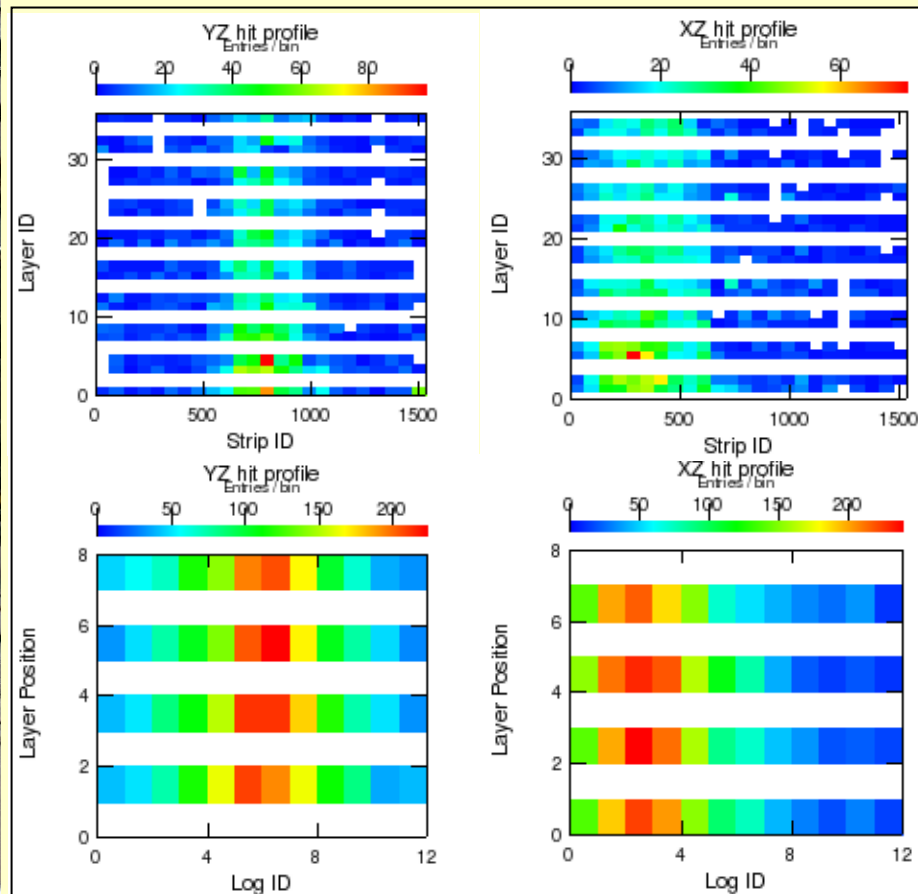 YZ hit profile
Entries / bin
0 20 40 60 80
30
20
10
0
Layer ID
0 500 1000 1500
Strip ID
XZ hit profile
Entries / bin
0 20 40 60
30
20
10
0
Layer ID
0 500 1000 1500
Strip ID
YZ hit profile
Entries / bin
0 50 100 150 200
8
6
4
2
0
Layer Position
0 4 8 12
Log ID
XZ hit profile
Entries / bin
0 50 100 150 200
8
6
4
2
0
Layer Position
0 4 8 12
Log ID